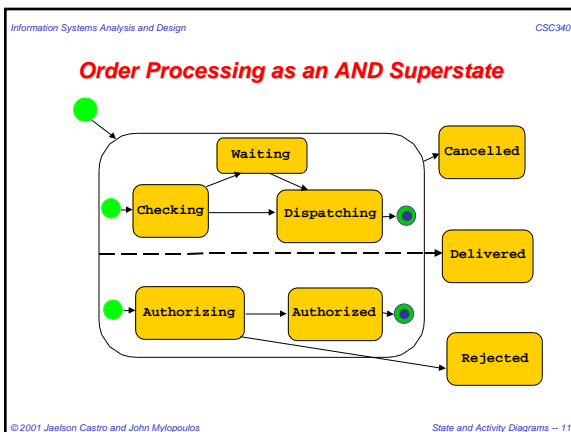 Information Systems Analysis and Design CSC340
Order Processing as an AND Superstate
Waiting
Cancelled
Checking
Dispatching
Delivered
Authorizing
Authorized
Rejected
© 2001 Jaelson Castro and John Mylopoulos State and Activity Diagrams -- 11